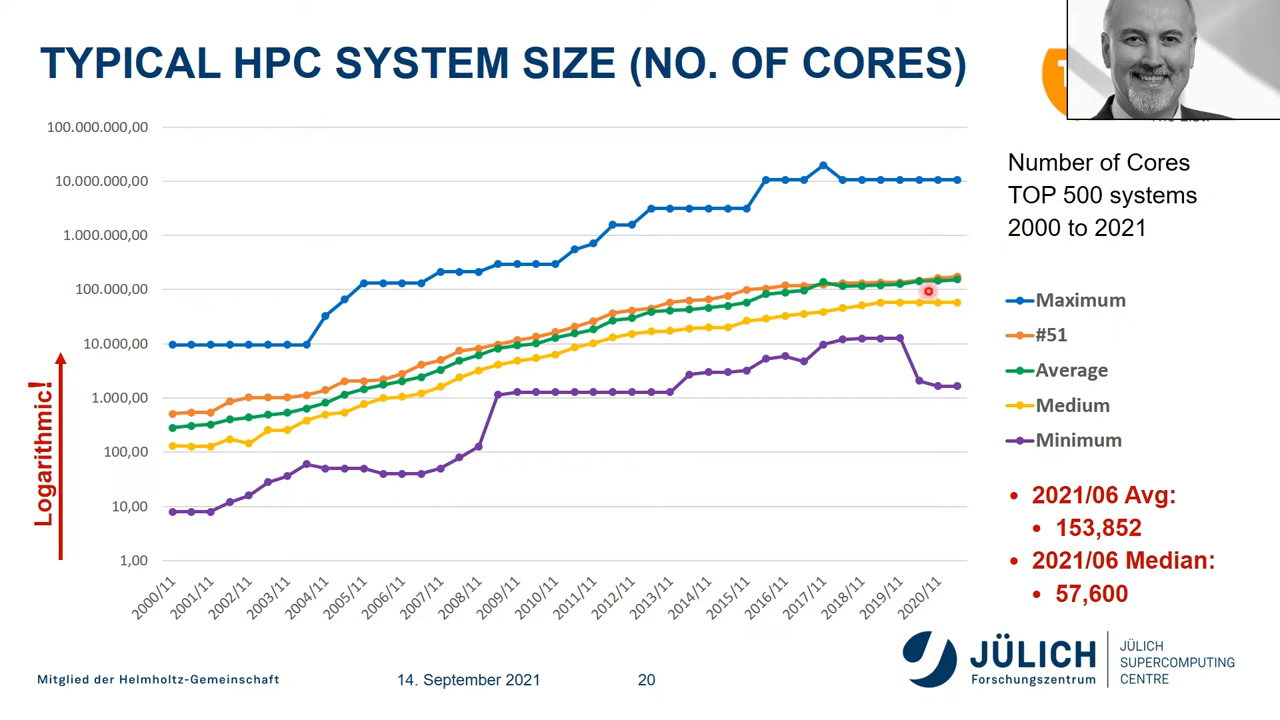 TYPICAL HPC SYSTEM SIZE (NO. OF CORES)
100.000.000,00
10.000.000,00
1.000.000,00
100.000,00
10.000,00
1.000,00
100,00
10,00
1,00
Logarithmic!
2000/11
2001/11
2002/11
2003/11
2004/11
2005/11
2006/11
2007/11
2008/11
2009/11
2010/11
2011/11
2012/11
2013/11
2014/11
2015/11
2016/11
2017/11
2018/11
2019/11
2020/11
Number of Cores
TOP 500 systems
2000 to 2021
Maximum
#51
Average
Medium
Minimum
• 2021/06 Avg:
• 153,852
• 2021/06 Median:
• 57,600
Mitglied der Helmholtz-Gemeinschaft
14. September 2021
20
JÜLICH
Forschungszentrum
JÜLICH
SUPERCOMPUTING
CENTRE